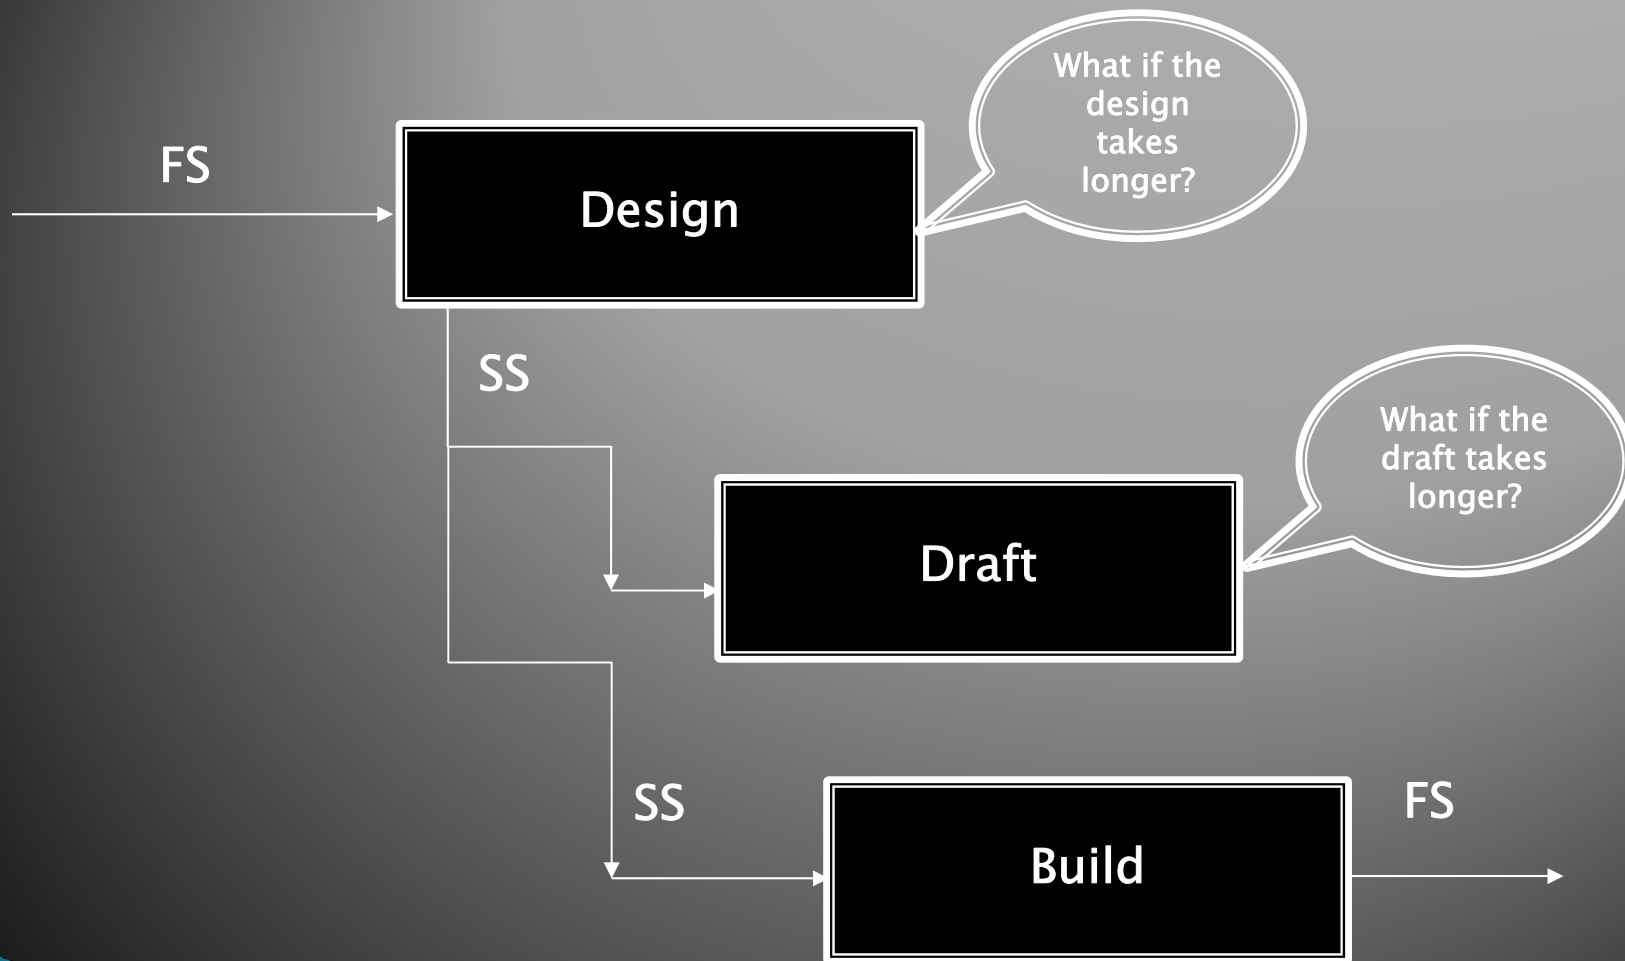 What if the
design
takes
longer?
FS
Design
SS
What if the
draft takes
longer?
Draft
SS
FS
Build